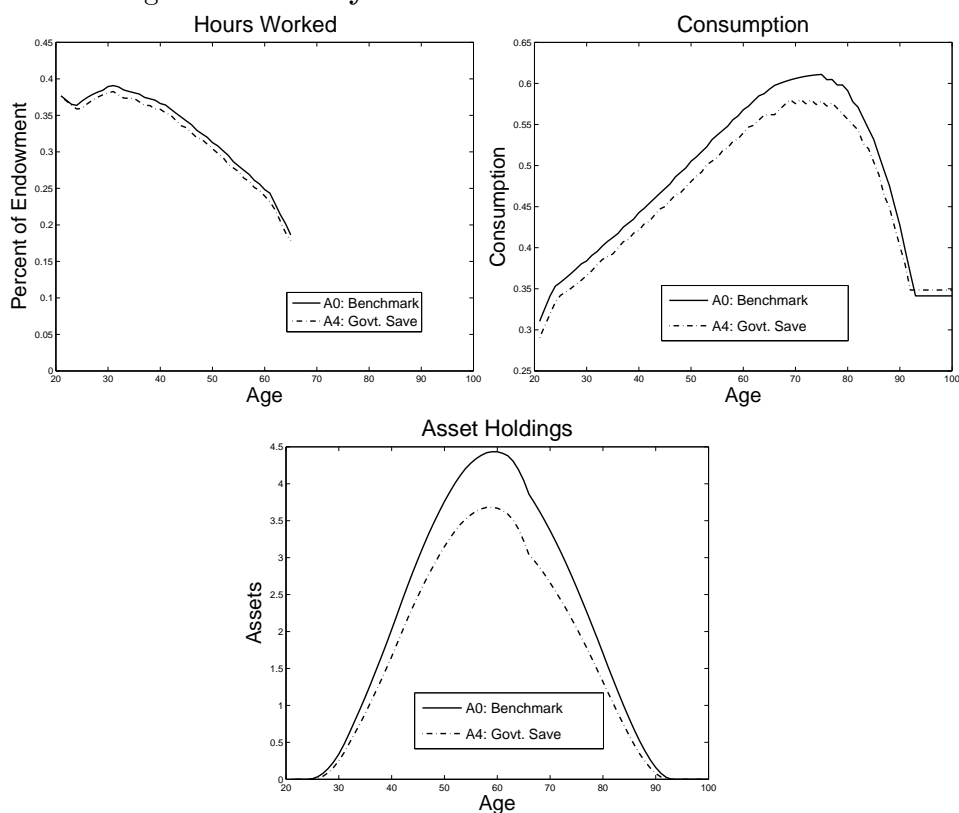 Hours Worked
Percent of Endowment
0.45
0.4
0.35
0.3
0.25
0.2
0.15
0.1
0.05
0
A0: Benchmark
A4: Govt. Save
20 30 40 50 60 70 80 90 100
Age
Consumption
Consumption
0.65
0.6
0.55
0.5
0.45
0.4
0.35
0.3
0.25
A0: Benchmark
A4: Govt. Save
20 30 40 50 60 70 80 90 100
Age
Asset Holdings
Assets
4.5
4
3.5
3
2.5
2
1.5
1
0.5
0
A0: Benchmark
A4: Govt. Save
20 30 40 50 60 70 80 90 100
Age